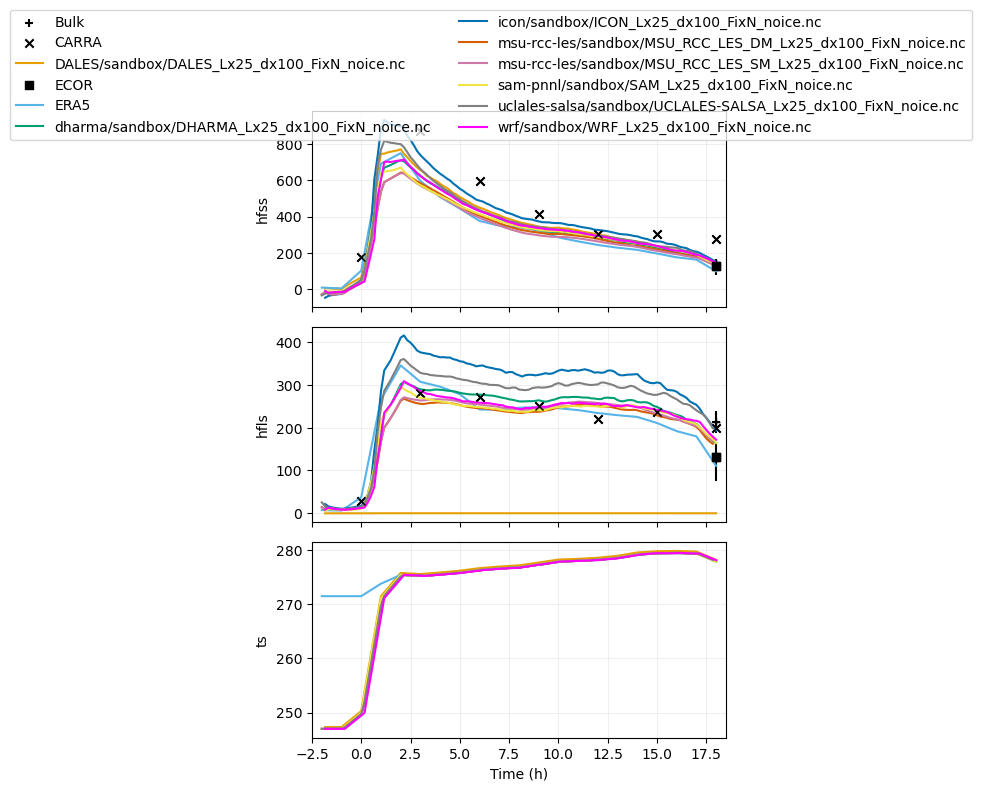 Bulk
CARRA
DALES/sandbox/DALES_Lx25_dx100_FixN_noice.nc
ECOR
ERA5
dharma/sandbox/DHARMA_Lx25_dx100_FixN_noice.nc
icon/sandbox/ICON_Lx25_dx100_FixN_noice.nc
msu-rcc-les/sandbox/MSU_RCC_LES_DM_Lx25_dx100_FixN_noice.nc
msu-rcc-les/sandbox/MSU_RCC_LES_SM_Lx25_dx100_FixN_noice.nc
sam-pnnl/sandbox/SAM_Lx25_dx100_FixN_noice.nc
uclales-salsa/sandbox/UCLALES-SALSA_Lx25_dx100_FixN_noice.nc
wrf/sandbox/WRF_Lx25_dx100_FixN_noice.nc
800
600
400
200
0
hfss
400
300
200
100
0
hfls
280
270
260
250
ts
−2.5 0.0 2.5 5.0 7.5 10.0 12.5 15.0 17.5
Time (h)